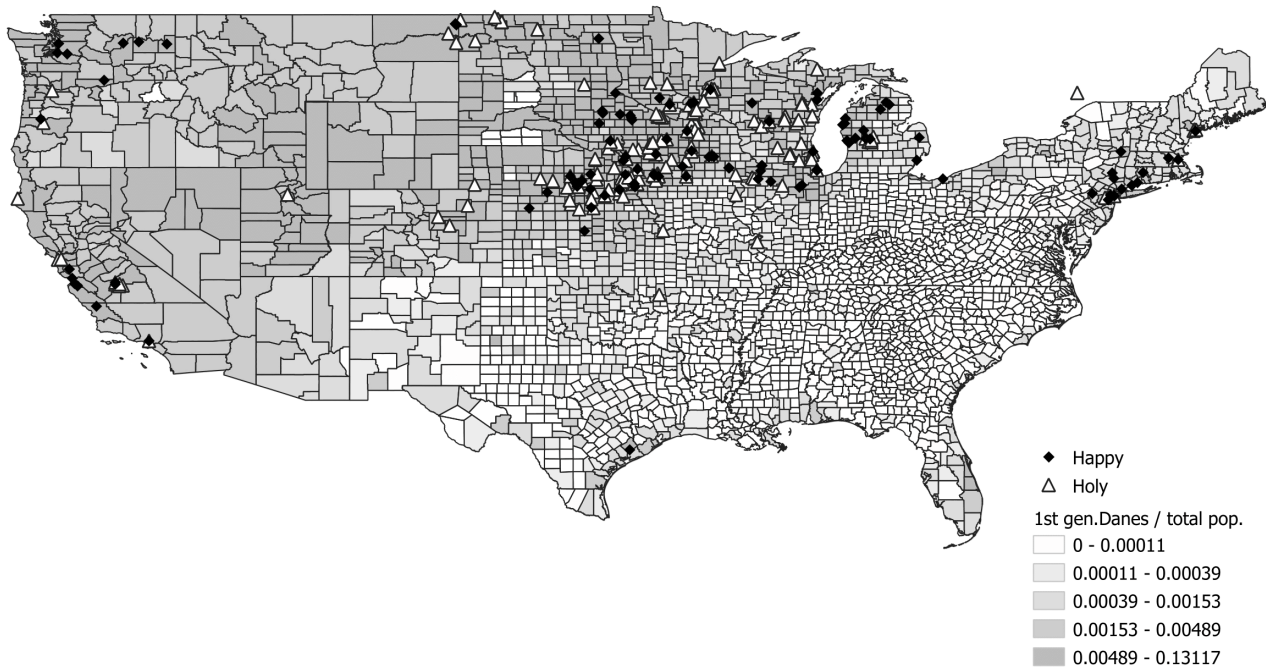 Happy
Holy
1st gen.Danes / total pop.
0 - 0.00011
0.00011 - 0.00039
0.00039 - 0.00153
0.00153 - 0.00489
0.00489 - 0.13117